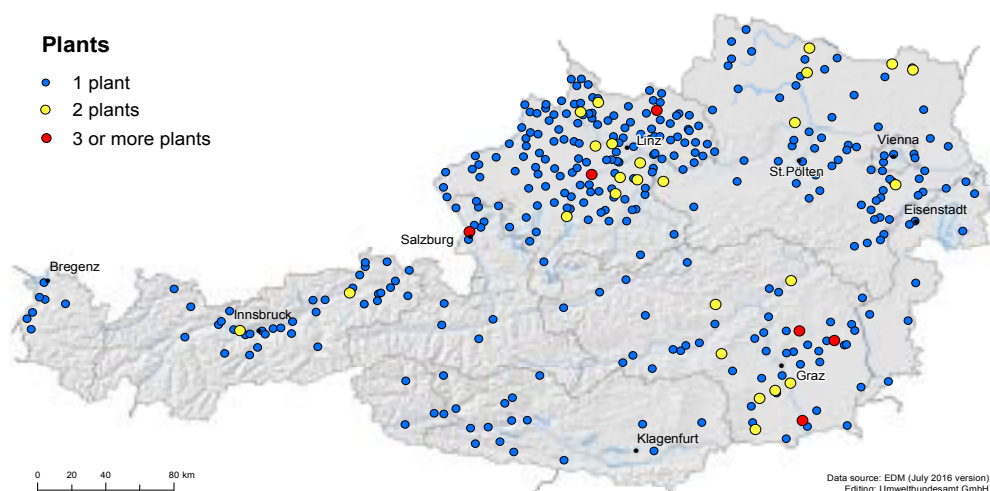 Plants
1 plant
2 plants
3 or more plants
Linz
Vienna
St.Pölten
Eisenstadt
Salzburg
Bregenz
Innsbruck
Graz
Klagenfurt
0 20 40 80 km
Data source: EDM (July 2016 version)
Editing: Umweltbundesamt GmbH